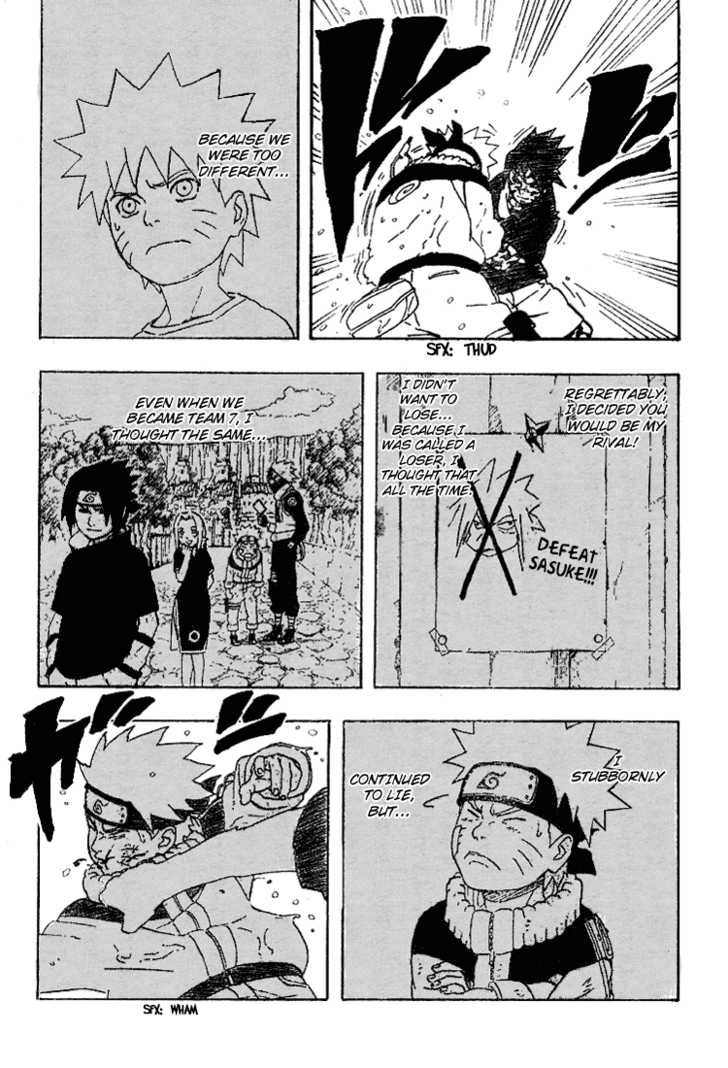 SFX: THUD
BECAUSE WE
WERE TOO
DIFFERENT...
REGRETTABLY,
I DECIDED YOU
WOULD BE MY
RIVAL!
I DIDN'T
WANT TO
LOSE...
BECAUSE I
WAS CALLED A
LOSER, I
THOUGHT THAT
ALL THE TIME.
DEFEAT
SASUKE!!!
EVEN WHEN WE
BECAME TEAM 7, I
THOUGHT THE SAME...
I
STUBBORNLY
CONTINUED
TO LIE,
BUT...
SFX: WHAM